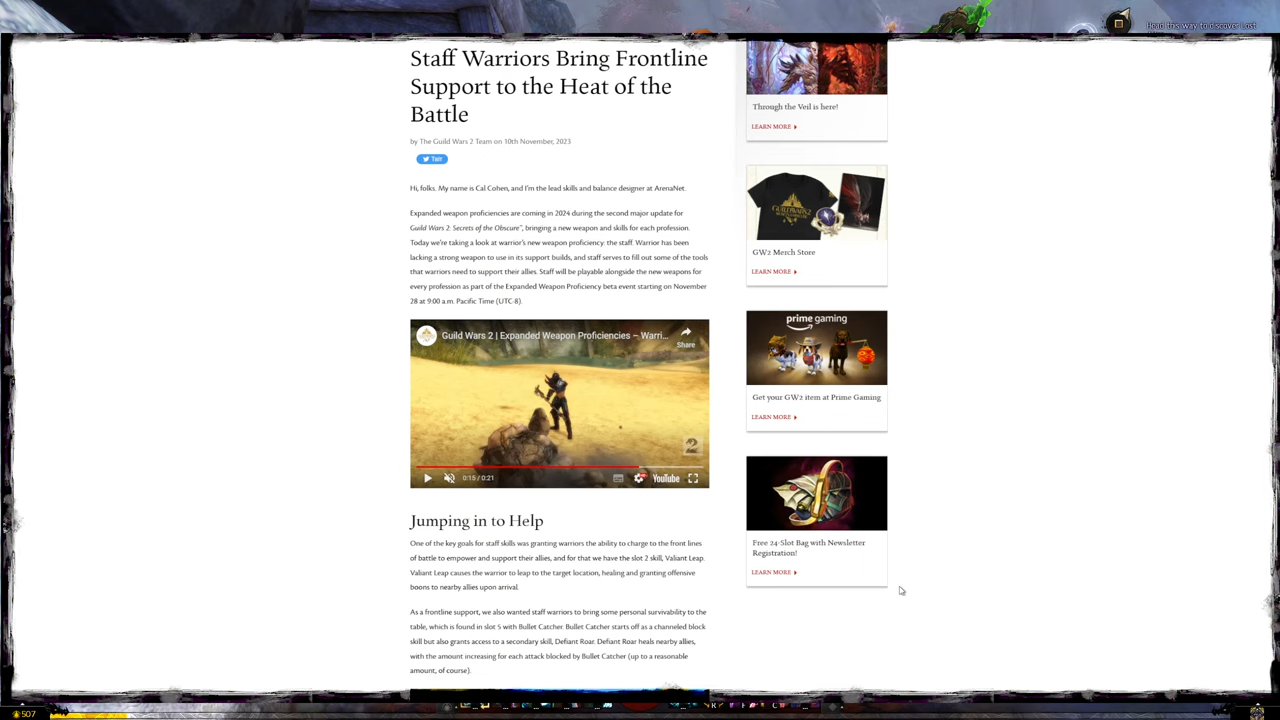 Head this way to discover Lost
Staff Warriors Bring Frontline
Support to the Heat of the
Battle
by The Guild Wars 2 Team on 10th November, 2023
Hi, folks. My name is Cal Cohen, and I'm the lead skills and balance designer at ArenaNet.
Expanded weapon proficiencies are coming in 2024 during the second major update for
Guild Wars 2: Secrets of the Obscure™, bringing a new weapon and skills for each profession.
Today we're taking a look at warrior's new weapon proficiency: the staff. Warrior has been
lacking a strong weapon to use in its support builds, and staff serves to fill out some of the tools
that warriors need to support their allies. Staff will be playable alongside the new weapons for
every profession as part of the Expanded Weapon Proficiency beta event starting on November
28 at 9:00 a.m. Pacific Time (UTC-8).
Guild Wars 2 | Expanded Weapon Proficiencies – Warri...
Share
0:15 / 0:21
YouTube
Jumping in to Help
One of the key goals for staff skills was granting warriors the ability to charge to the front lines
of battle to empower and support their allies, and for that we have the slot 2 skill, Valiant Leap.
Valiant Leap causes the warrior to leap to the target location, healing and granting offensive
boons to nearby allies upon arrival.
As a frontline support, we also wanted staff warriors to bring some personal survivability to the
table, which is found in slot 5 with Bullet Catcher. Bullet Catcher starts off as a channeled block
skill but also grants access to a secondary skill, Defiant Roar. Defiant Roar heals nearby allies,
with the amount increasing for each attack blocked by Bullet Catcher (up to a reasonable
amount, of course).
Through the Veil is here!
LEARN MORE
GUILD WARS 2
GW2 Merch Store
LEARN MORE
prime gaming
Get your GW2 item at Prime Gaming
LEARN MORE
Free 24-Slot Bag with Newsletter
Registration!
LEARN MORE
507